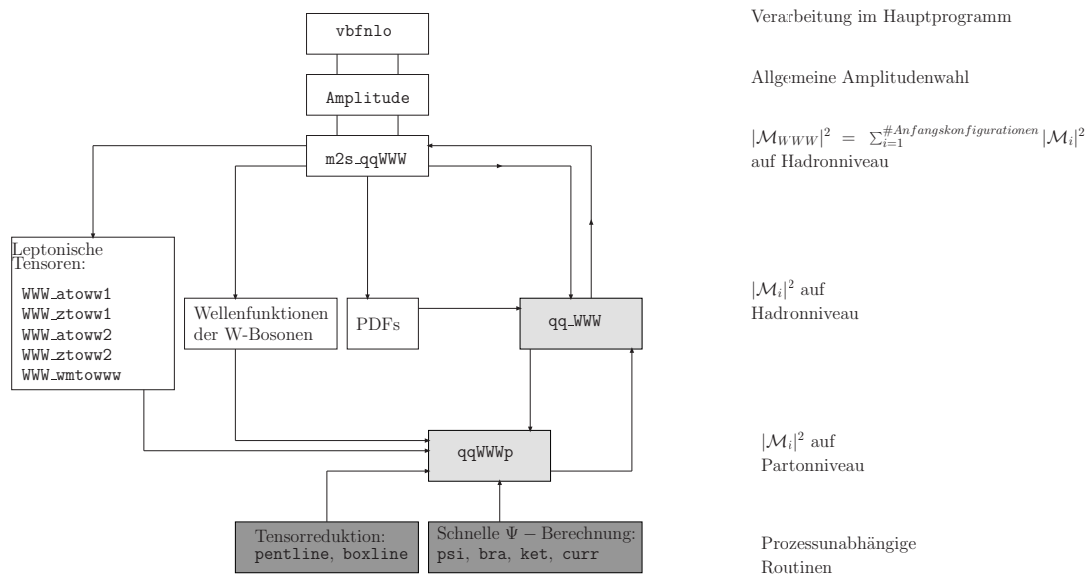 vbfnlo
Verarbeitung im Hauptprogramm
Amplitude
Allgemeine Amplitudenwahl
m2s_qqWWW
|M_{WWW}|² = ∑_{i=1}^{#Anfangskonfigurationen} |M_i|²
auf Hadronniveau
Leptonische
Tensoren:
WWW_atoww1
WWW_ztoww1
WWW_atoww2
WWW_ztoww2
WWW_wmtowww
Wellenfunktionen
der W-Bosonen
PDFs
qq_WWW
|M_i|² auf
Hadronniveau
qqWWWp
|M_i|² auf
Partonniveau
Tensorreduktion:
pentline, boxline
Schnelle Ψ − Berechnung:
psi, bra, ket, curr
Prozessunabhängige
Routinen